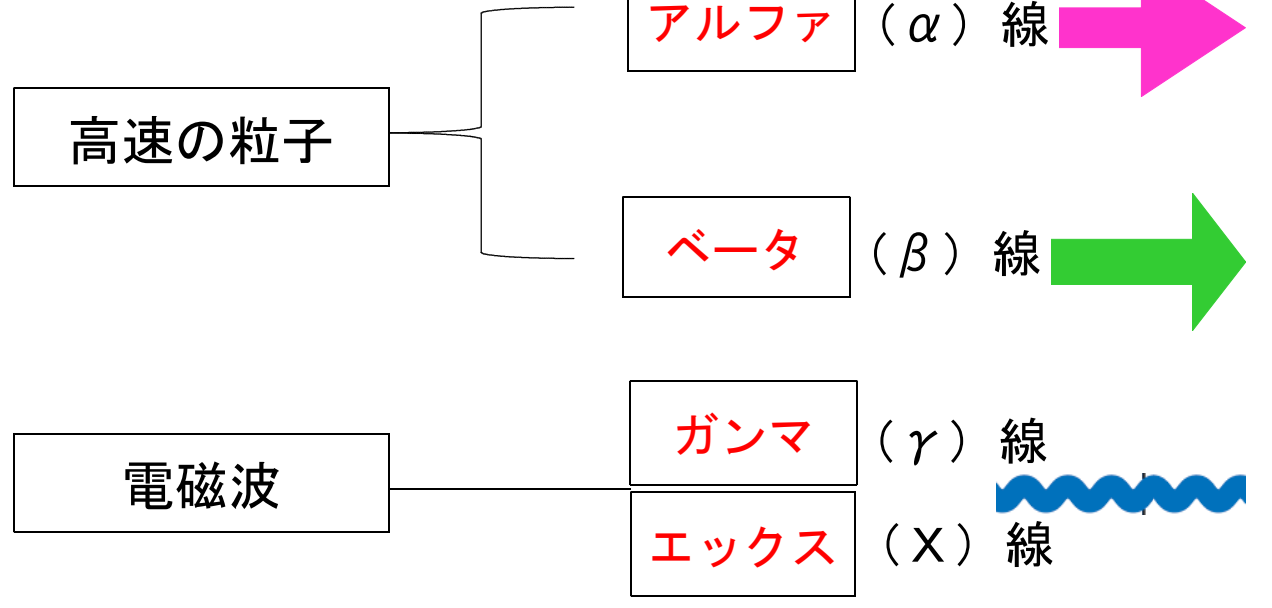 アルファ（α）線
高速の粒子
ベータ（β）線
ガンマ（γ）線
電磁波
エックス（X）線